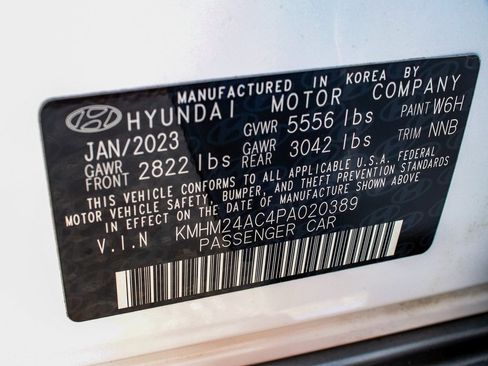 MANUFACTURED IN KOREA BY
HYUNDAI MOTOR COMPANY
JAN/2023 GVWR 5556 lbs PAINT W6H
GAWR FRONT 2822 lbs GAWR REAR 3042 lbs TRIM NNB
THIS VEHICLE CONFORMS TO ALL APPLICABLE U.S.A. FEDERAL
MOTOR VEHICLE SAFETY, BUMPER, AND THEFT PREVENTION
STANDARDS IN EFFECT ON THE DATE OF MANUFACTURE SHOWN ABOVE.
V.I.N KMHM24AC4PA020389
PASSENGER CAR